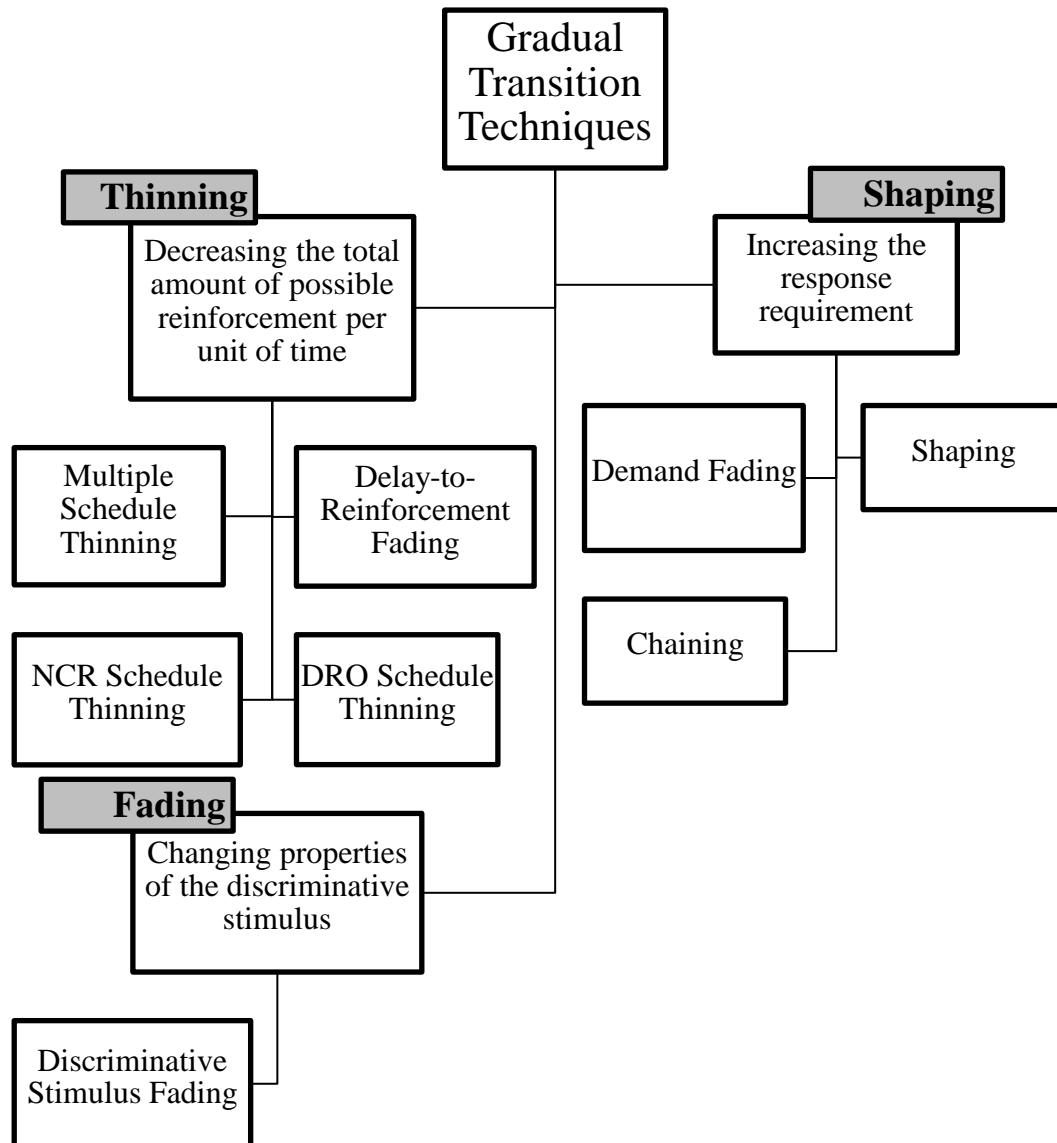 Gradual
Transition
Techniques
Thinning
Decreasing the total
amount of possible
reinforcement per
unit of time
Multiple
Schedule
Thinning
Delay-to-
Reinforcement
Fading
NCR Schedule
Thinning
DRO Schedule
Thinning
Shaping
Increasing the
response
requirement
Demand Fading
Shaping
Chaining
Fading
Changing properties
of the discriminative
stimulus
Discriminative
Stimulus Fading